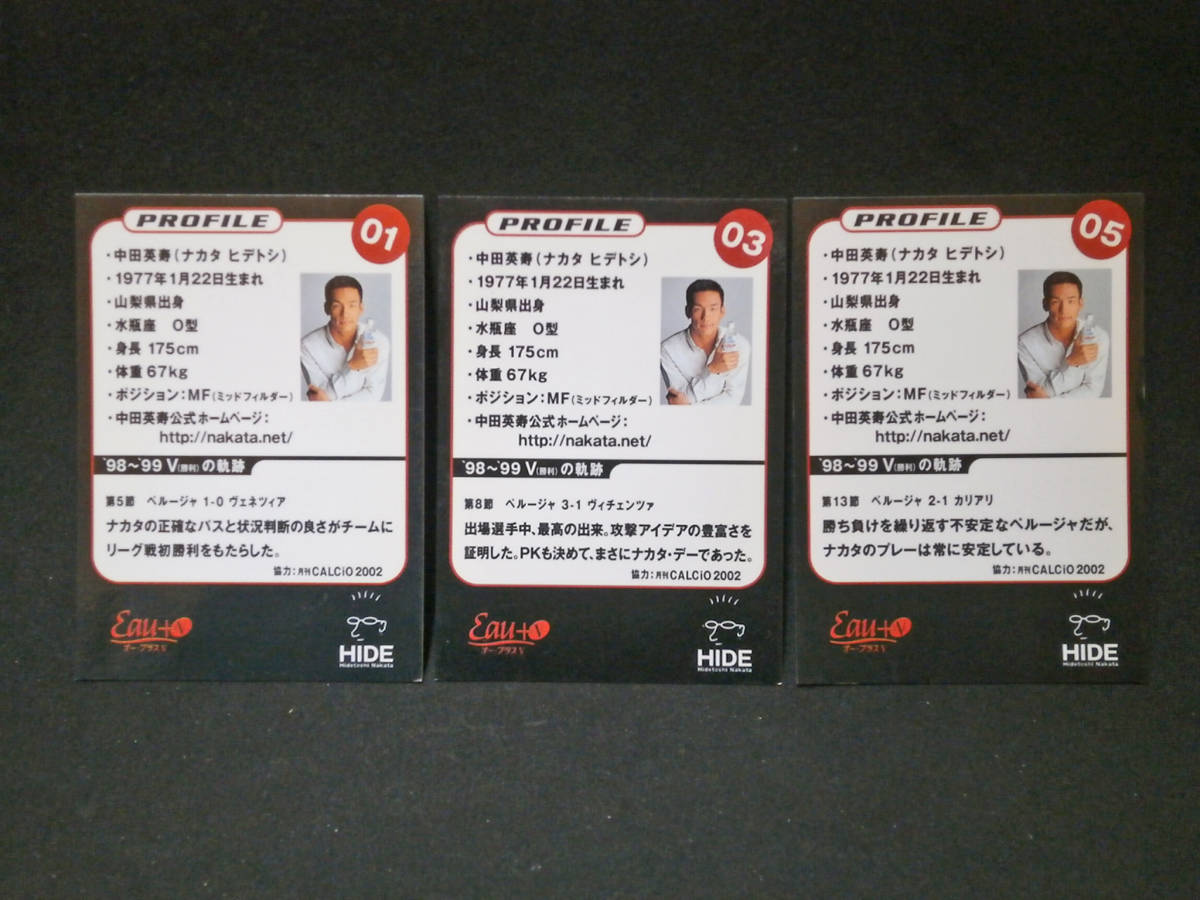 PROFILE
01
・中田英寿(ナカタ ヒデトシ)
・1977年1月22日生まれ
・山梨県出身
・水瓶座 O型
・身長 175cm
・体重 67kg
・ポジション:MF(ミッドフィルダー)
・中田英寿公式ホームページ:
http://nakata.net/
'98〜'99 V(勝利)の軌跡
第5節 ペルージャ 1-0 ヴェネツィア
ナカタの正確なパスと状況判断の良さがチームに
リーグ戦初勝利をもたらした。
協力:月刊CALCiO 2002
Eau+V
オー・プラスV
HiDE
Hidetoshi Nakata
PROFILE
03
・中田英寿(ナカタ ヒデトシ)
・1977年1月22日生まれ
・山梨県出身
・水瓶座 O型
・身長 175cm
・体重 67kg
・ポジション:MF(ミッドフィルダー)
・中田英寿公式ホームページ:
http://nakata.net/
'98〜'99 V(勝利)の軌跡
第8節 ペルージャ 3-1 ヴィチェンツァ
出場選手中、最高の出来。攻撃アイデアの豊富さを
証明した。PKも決めて、まさにナカタ・デーであった。
協力:月刊CALCiO 2002
Eau+V
オー・プラスV
HiDE
Hidetoshi Nakata
PROFILE
05
・中田英寿(ナカタ ヒデトシ)
・1977年1月22日生まれ
・山梨県出身
・水瓶座 O型
・身長 175cm
・体重 67kg
・ポジション:MF(ミッドフィルダー)
・中田英寿公式ホームページ:
http://nakata.net/
'98〜'99 V(勝利)の軌跡
第13節 ペルージャ 2-1 カリアリ
勝ち負けを繰り返す不安定なペルージャだが、
ナカタのプレーは常に安定している。
協力:月刊CALCiO 2002
Eau+V
オー・プラスV
HiDE
Hidetoshi Nakata